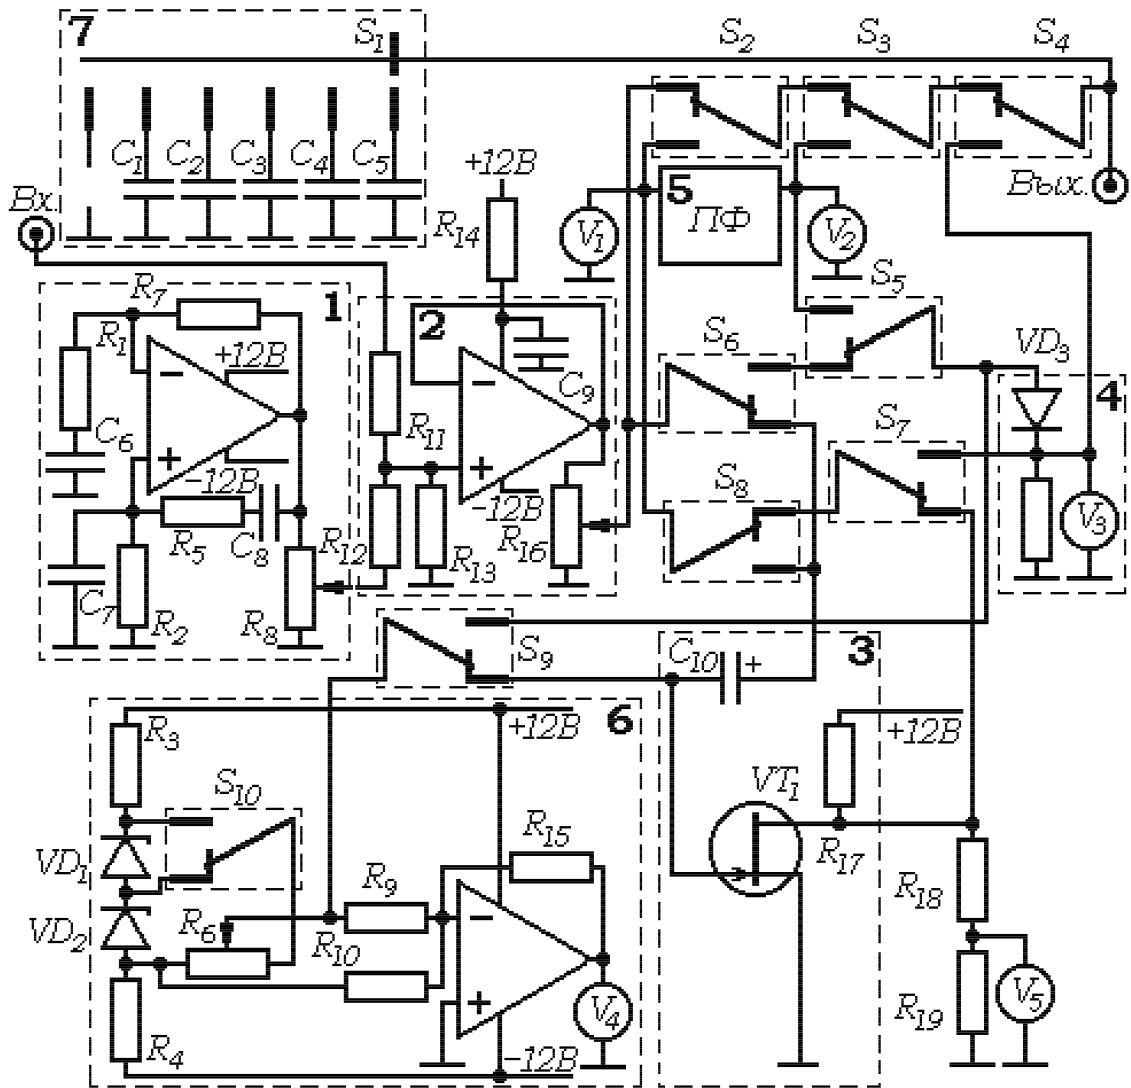 7
S1
S2
S3
S4
C1
C2
C3
C4
C5
Вх.
+12В
R14
V1
5
ПФ
V2
Вых.
R7
1
2
S5
R1
+12В
C9
S6
VD3
4
C6
R11
S7
−12В
−12В
S8
R5
C8
R12
R13
R16
V3
C7
R2
R8
S9
C10
+
3
6
R3
+12В
+12В
S10
VT1
R15
R17
VD1
R9
R18
VD2
R6
R10
V4
V5
R19
R4
−12В